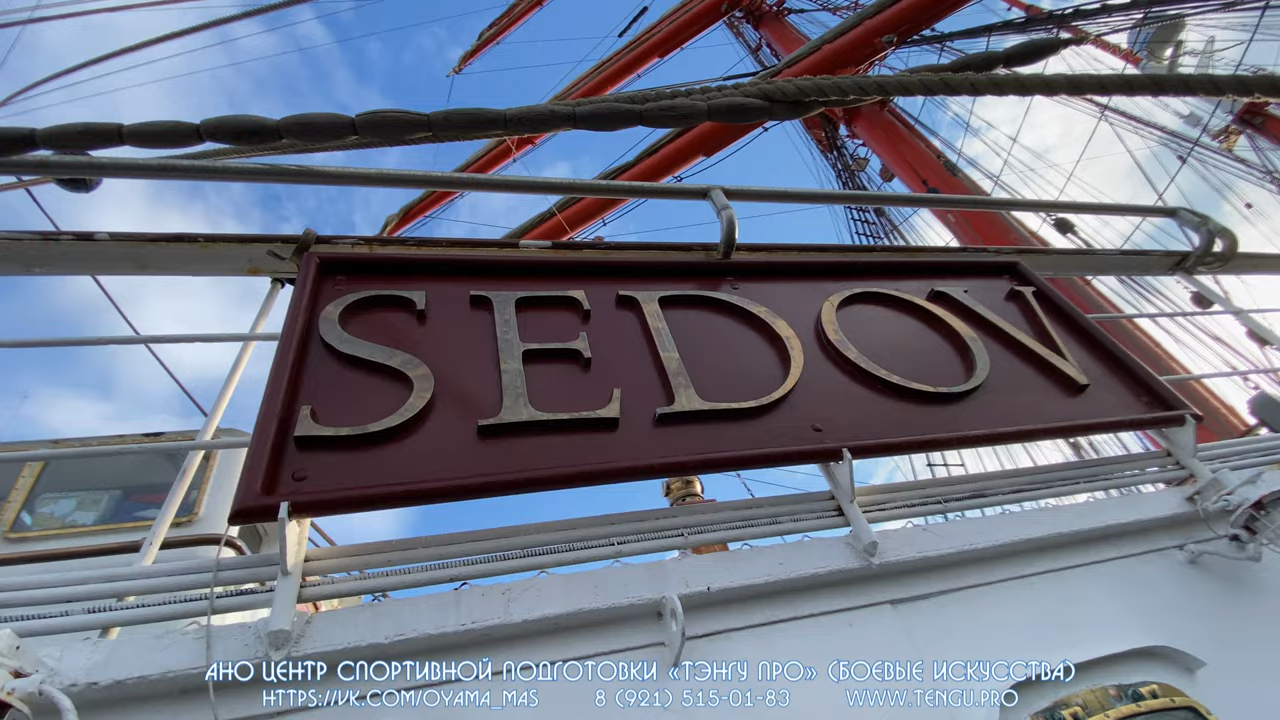 SEDOV
АНО ЦЕНТР СПОРТИВНОЙ ПОДГОТОВКИ «ТЭНГУ ПРО» (БОЕВЫЕ ИСКУССТВА)
HTTPS://VK.COM/OYAMA_MAS 8 (921) 515-01-83 WWW.TENGU.PRO